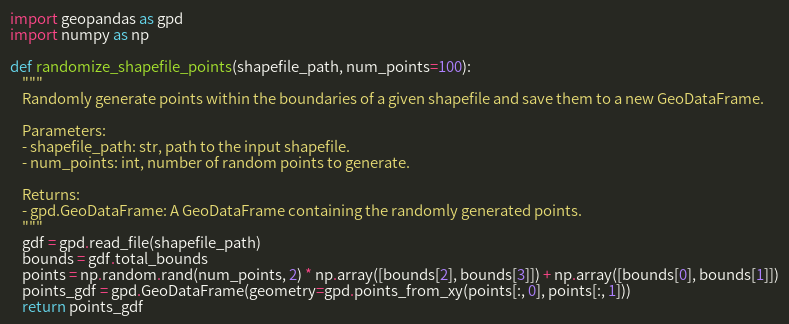 import geopandas as gpd
import numpy as np
def randomize_shapefile_points(shapefile_path, num_points=100):
"""
Randomly generate points within the boundaries of a given shapefile and save them to a new GeoDataFrame.
Parameters:
- shapefile_path: str, path to the input shapefile.
- num_points: int, number of random points to generate.
Returns:
- gpd.GeoDataFrame: A GeoDataFrame containing the randomly generated points.
"""
gdf = gpd.read_file(shapefile_path)
bounds = gdf.total_bounds
points = np.random.rand(num_points, 2) * np.array([bounds[2], bounds[3]]) + np.array([bounds[0], bounds[1]])
points_gdf = gpd.GeoDataFrame(geometry=gpd.points_from_xy(points[:, 0], points[:, 1]))
return points_gdf